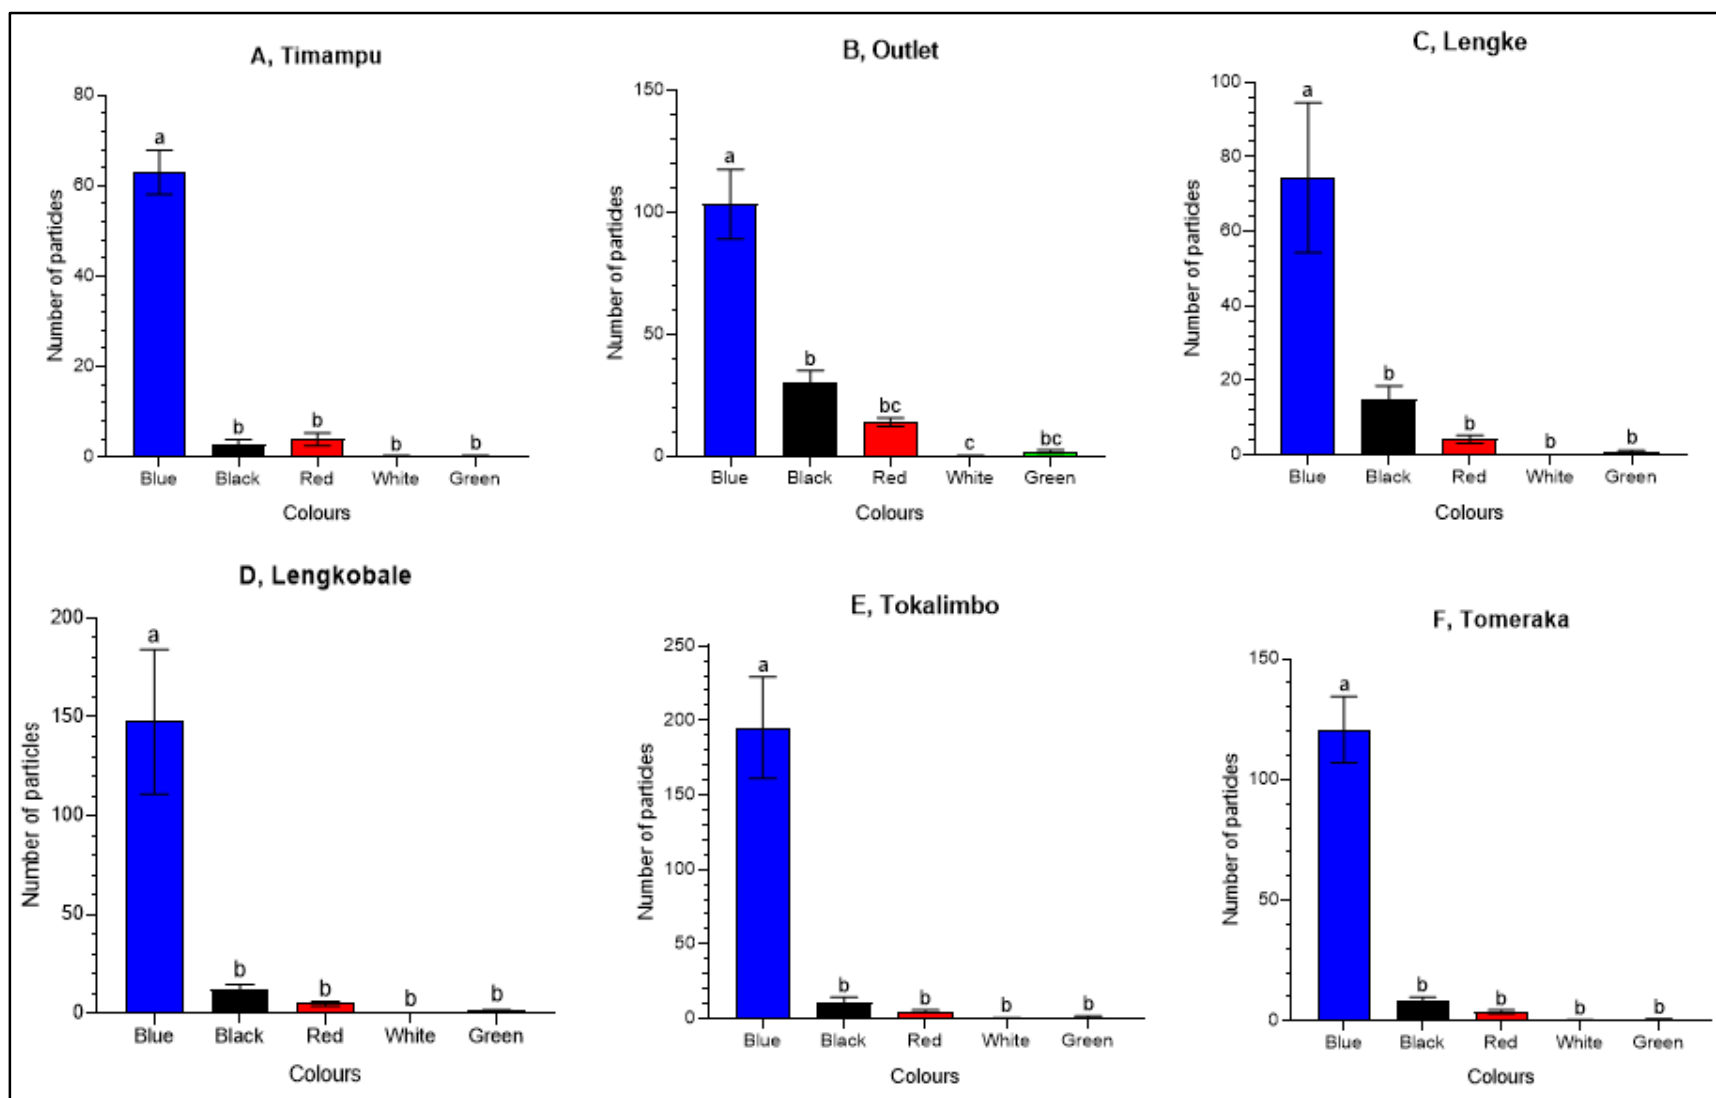 A, Timampu
80
60
40
20
0
Number of particles
a
b
b
b
b
Blue Black Red White Green
Colours
B, Outlet
150
100
50
0
Number of particles
a
b
bc
c
bc
Blue Black Red White Green
Colours
C, Lengke
100
80
60
40
20
0
Number of particles
a
b
b
b
b
Blue Black Red White Green
Colours
D, Lengkobale
200
150
100
50
0
Number of particles
a
b
b
b
b
Blue Black Red White Green
Colours
E, Tokalimbo
250
200
150
100
50
0
Number of particles
a
b
b
b
b
Blue Black Red White Green
Colours
F, Tomeraka
150
100
50
0
Number of particles
a
b
b
b
b
Blue Black Red White Green
Colours